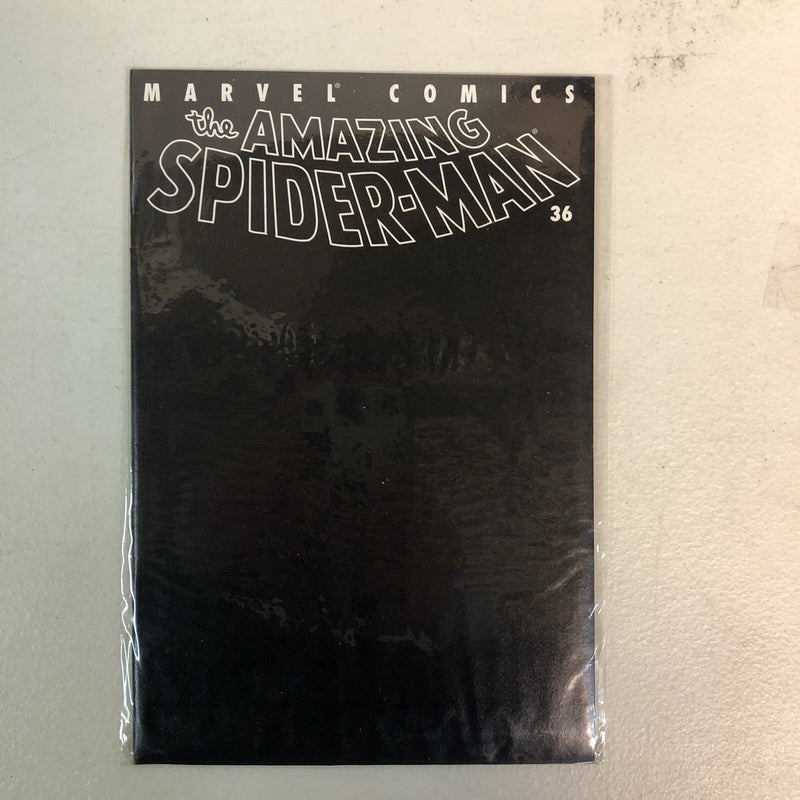 MARVEL® COMICS
the AMAZING
SPIDER-MAN®
36